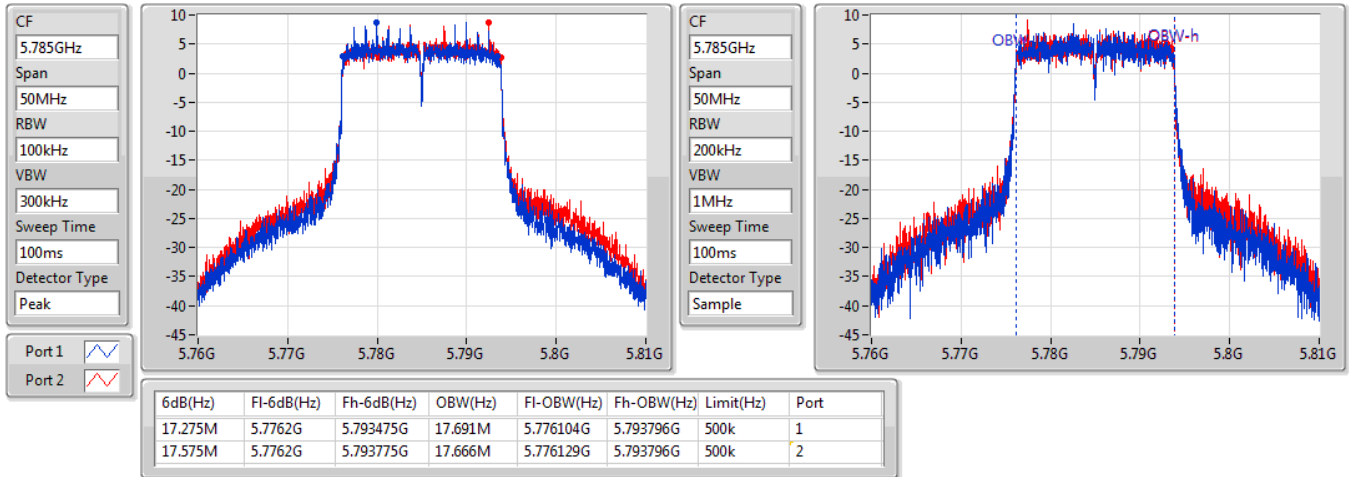 CF
5.785GHz
Span
50MHz
RBW
100kHz
VBW
300kHz
Sweep Time
100ms
Detector Type
Peak
Port 1
Port 2
10
5
0
-5
-10
-15
-20
-25
-30
-35
-40
-45
5.76G 5.77G 5.78G 5.79G 5.8G 5.81G
CF
5.785GHz
Span
50MHz
RBW
200kHz
VBW
1MHz
Sweep Time
100ms
Detector Type
Sample
10
5
0
-5
-10
-15
-20
-25
-30
-35
-40
-45
OBW-h
5.76G 5.77G 5.78G 5.79G 5.8G 5.81G
6dB(Hz) Fl-6dB(Hz) Fh-6dB(Hz) OBW(Hz) Fl-OBW(Hz) Fh-OBW(Hz) Limit(Hz) Port
17.275M 5.7762G 5.793475G 17.691M 5.776104G 5.793796G 500k 1
17.575M 5.7762G 5.793775G 17.666M 5.776129G 5.793796G 500k 2